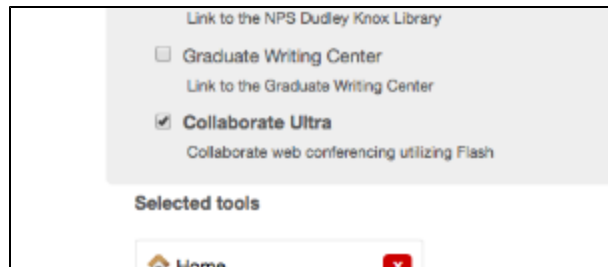 Link to the NPS Dudley Knox Library
Graduate Writing Center
Link to the Graduate Writing Center
Collaborate Ultra
Collaborate web conferencing utilizing Flash
Selected tools
Home x